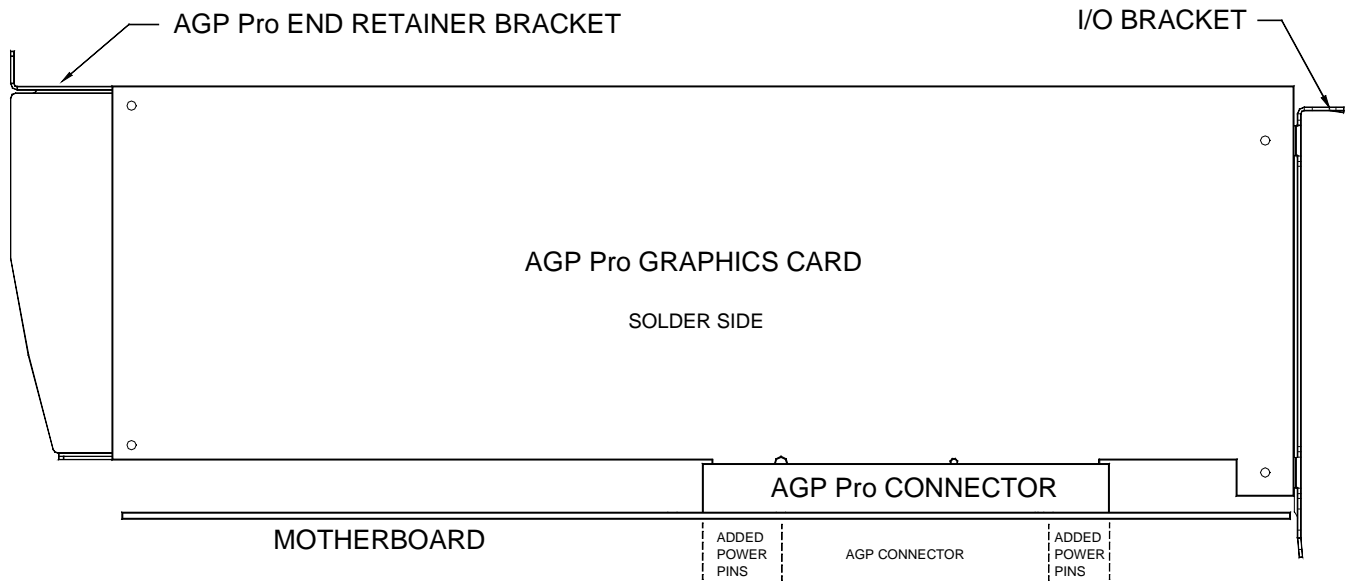 AGP Pro END RETAINER BRACKET
I/O BRACKET
AGP Pro GRAPHICS CARD
SOLDER SIDE
AGP Pro CONNECTOR
MOTHERBOARD
ADDED
POWER
PINS
AGP CONNECTOR
ADDED
POWER
PINS